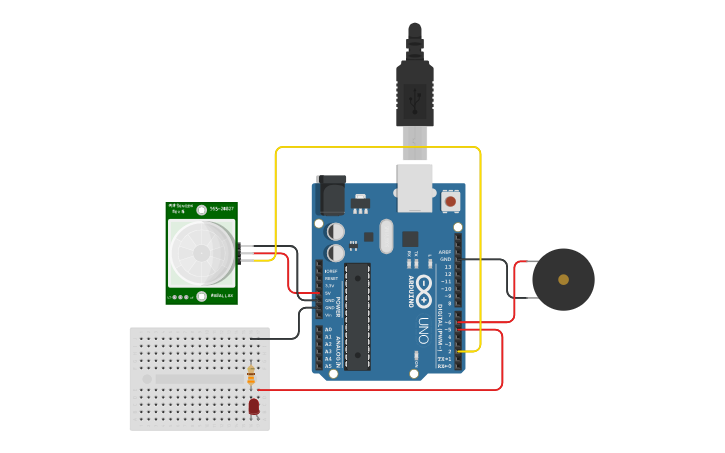 PIR Sensor
Rev B
555-28027
PARALLAX
IOREF
RESET
3.3V
5V
GND
GND
Vin
POWER
A0
A1
A2
A3
A4
A5
ANALOG IN
AREF
GND
13
12
~11
~10
~9
8
7
~6
~5
4
~3
2
TX→1
RX←0
DIGITAL (PWM~)
TX
RX
L
ON
ARDUINO
UNO